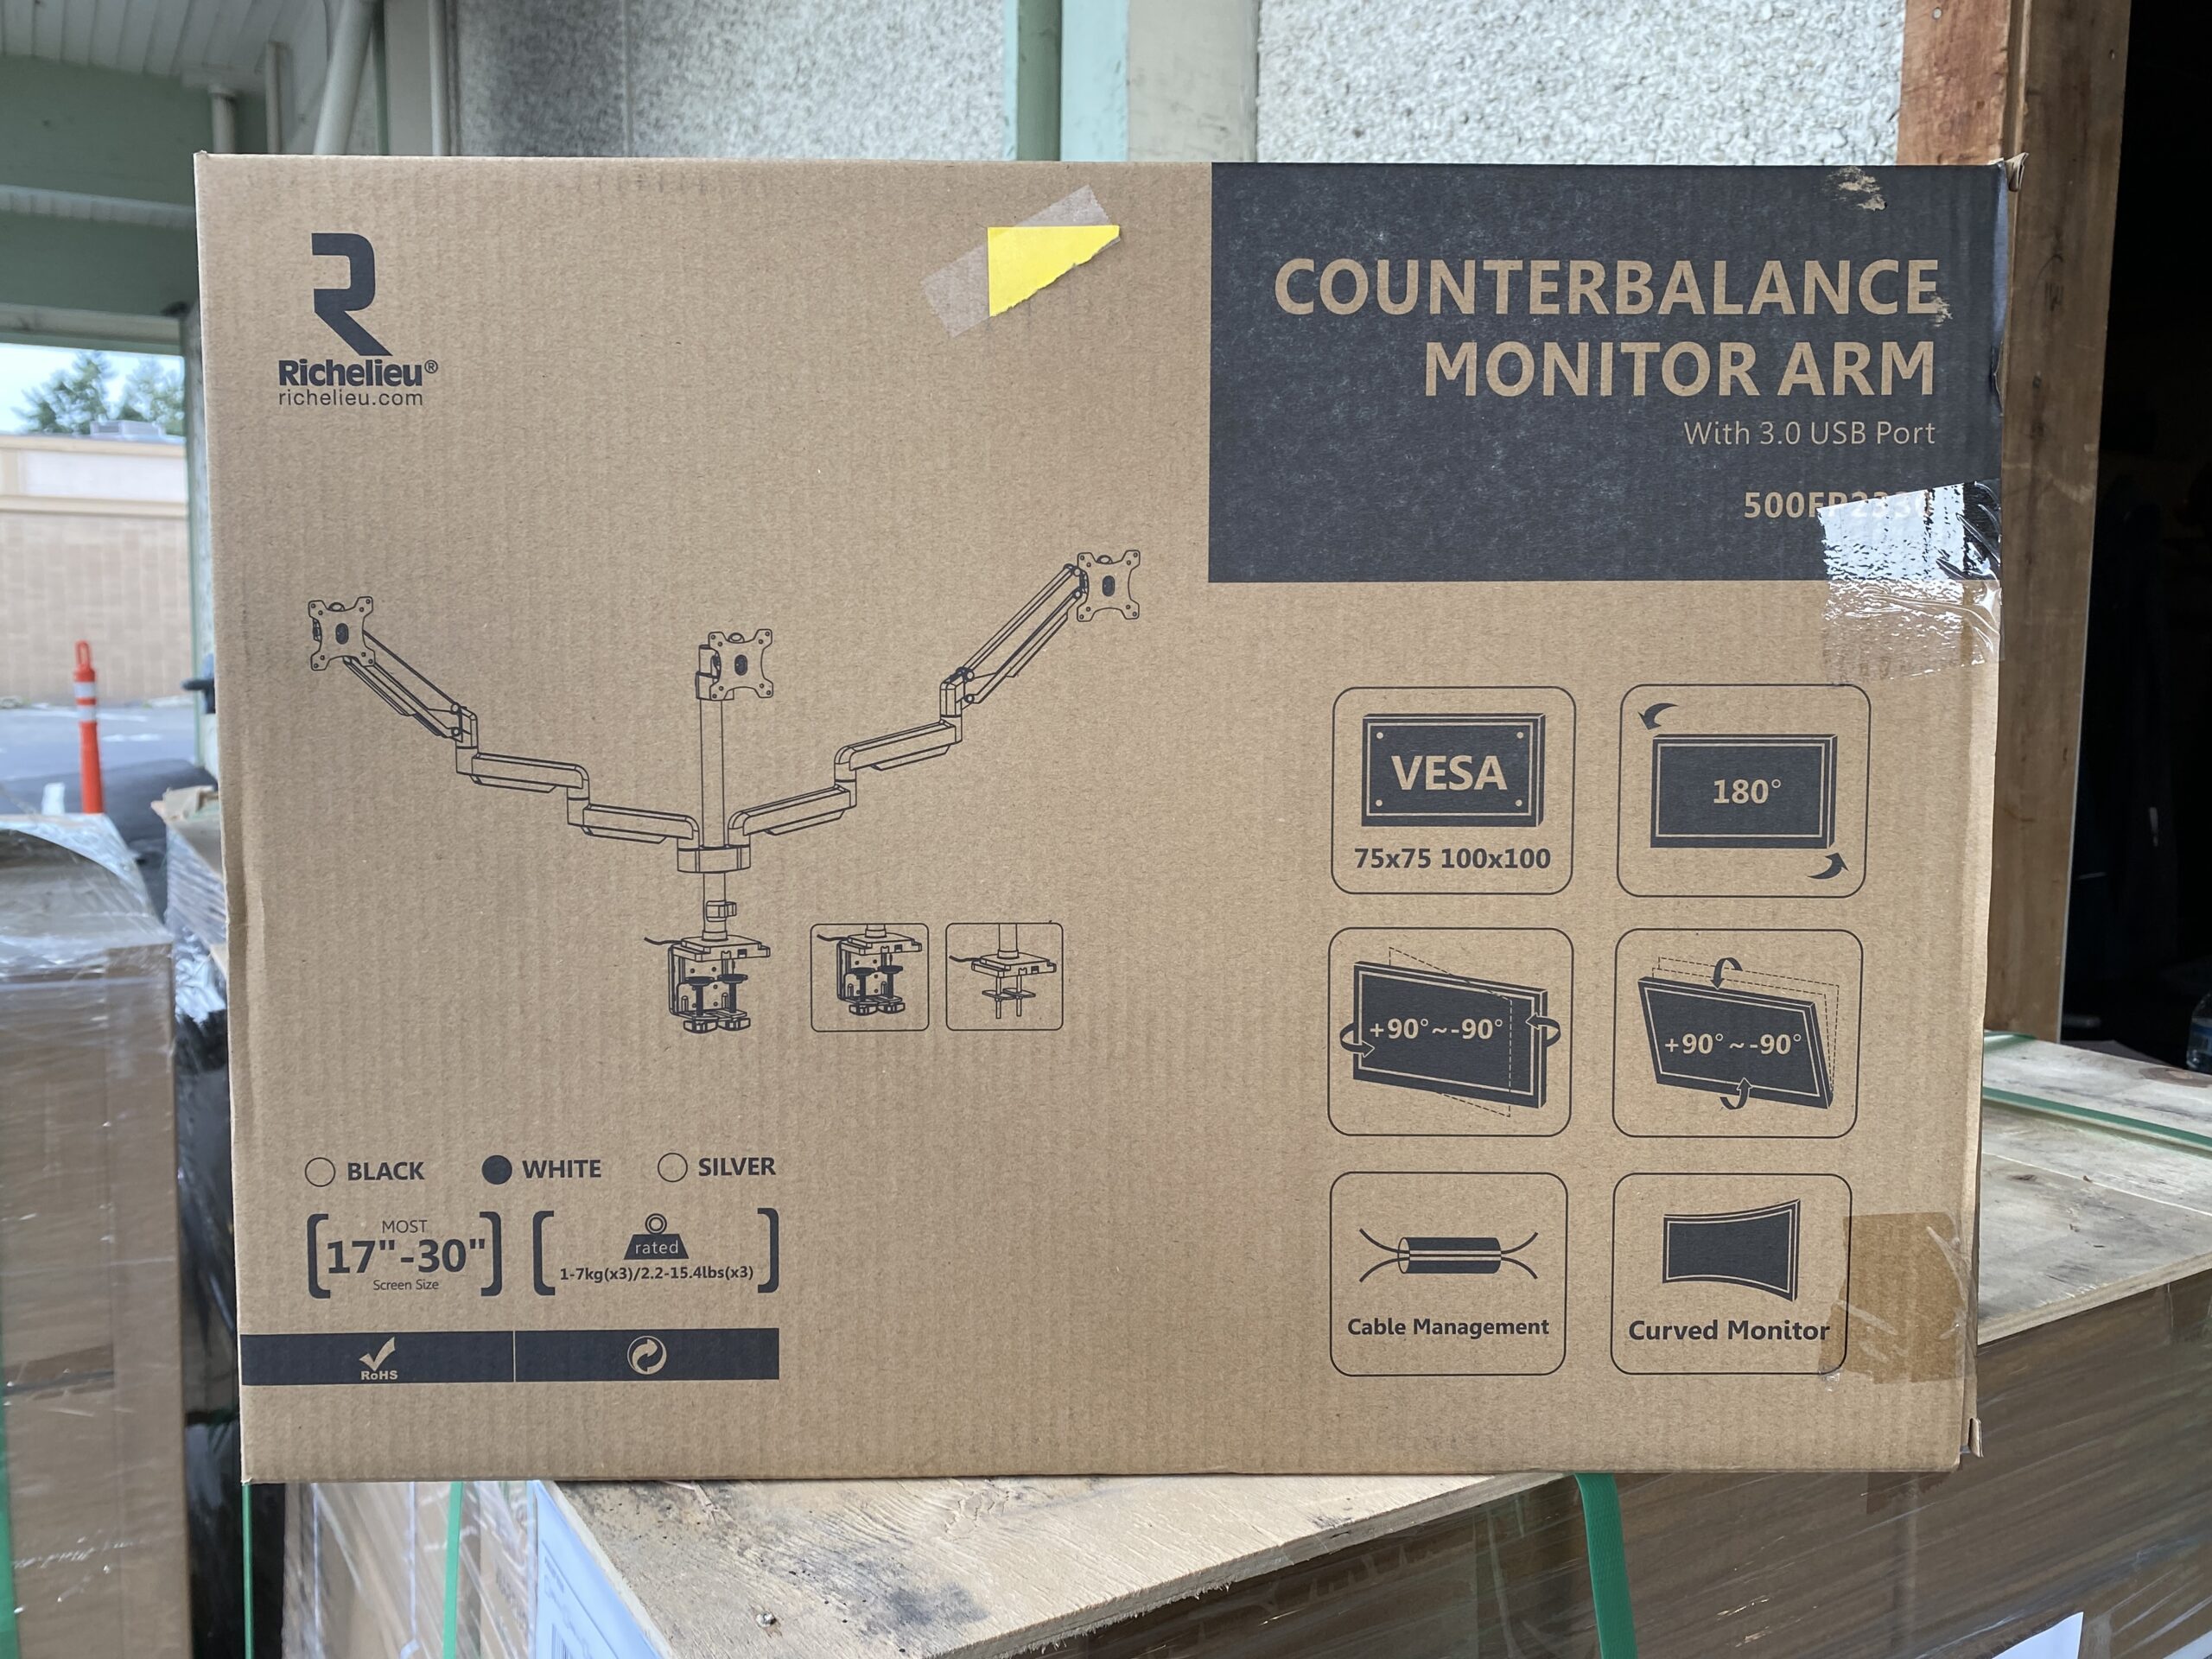 Richelieu®
richelieu.com
COUNTERBALANCE
MONITOR ARM
With 3.0 USB Port
VESA
75x75 100x100
180°
+90°~-90°
+90°~-90°
Cable Management
Curved Monitor
BLACK
WHITE
SILVER
MOST
17"-30"
Screen Size
rated
1-7kg(x3)/2.2-15.4lbs(x3)
RoHS